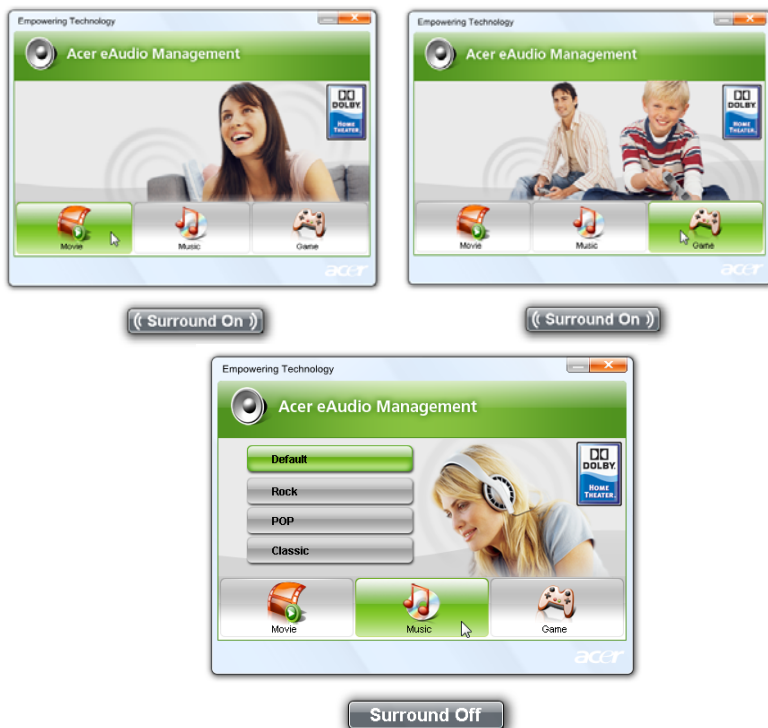 Empowering Technology
Acer eAudio Management
DOLBY
HOME
THEATER
Movie
Music
Game
acer
((Surround On))
Empowering Technology
Acer eAudio Management
DOLBY
HOME
THEATER
Movie
Music
Game
acer
((Surround On))
Empowering Technology
Acer eAudio Management
Default
Rock
POP
Classic
DOLBY
HOME
THEATER
Movie
Music
Game
acer
Surround Off